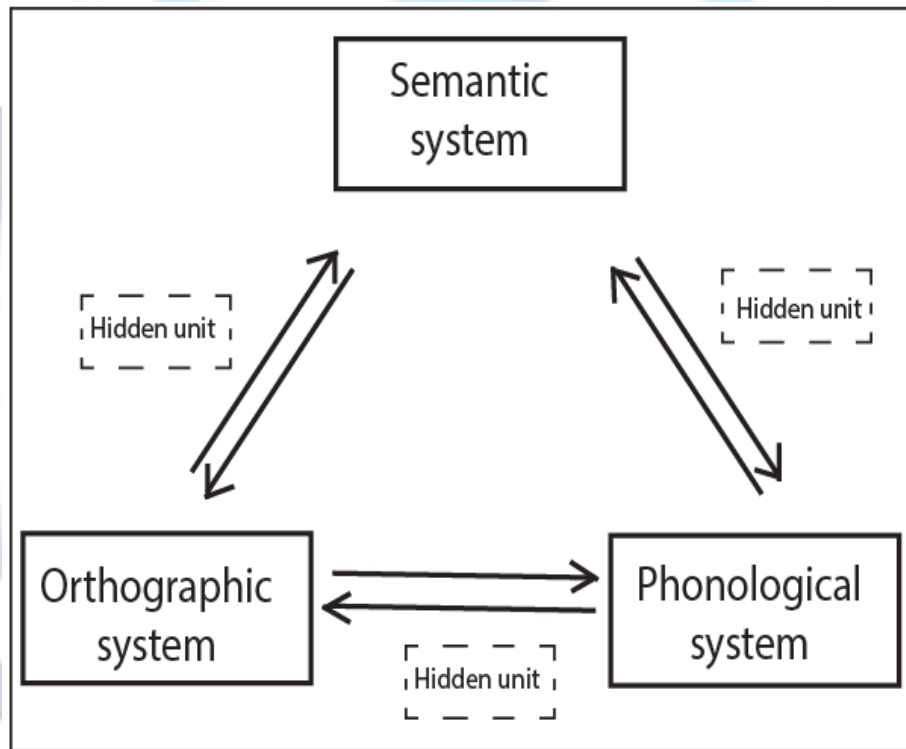 Semantic
system
Hidden unit
Hidden unit
Orthographic
system
Phonological
system
Hidden unit